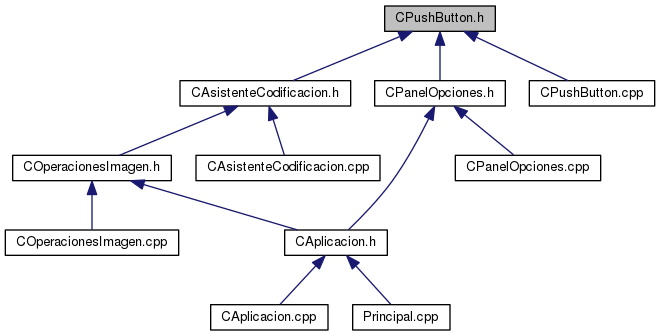 CPushButton.h
CAsistenteCodificacion.h
CPanelOpciones.h
CPushButton.cpp
COperacionesImagen.h
CAsistenteCodificacion.cpp
CPanelOpciones.cpp
COperacionesImagen.cpp
CAplicacion.h
CAplicacion.cpp
Principal.cpp